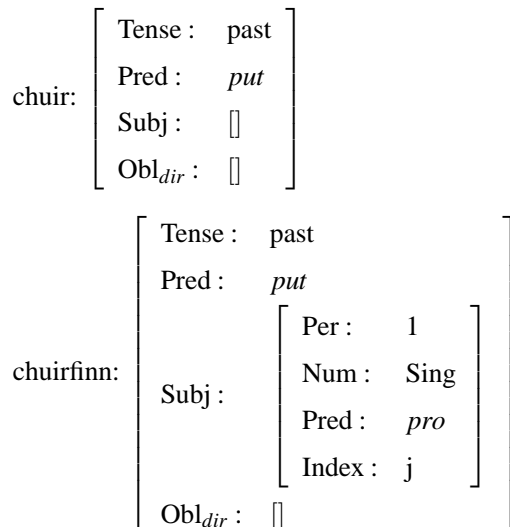 chuir:
Tense : past
Pred : put
Subj : []
Obl_dir : []
chuirfinn:
Tense : past
Pred : put
Subj :
Per : 1
Num : Sing
Pred : pro
Index : j
Obl_dir : []